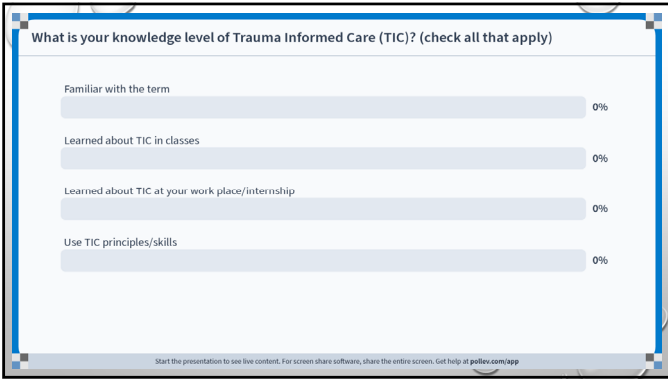 What is your knowledge level of Trauma Informed Care (TIC)? (check all that apply)
Familiar with the term
0%
Learned about TIC in classes
0%
Learned about TIC at your work place/internship
0%
Use TIC principles/skills
0%
Start the presentation to see live content. For screen share software, share the entire screen. Get help at pollev.com/app